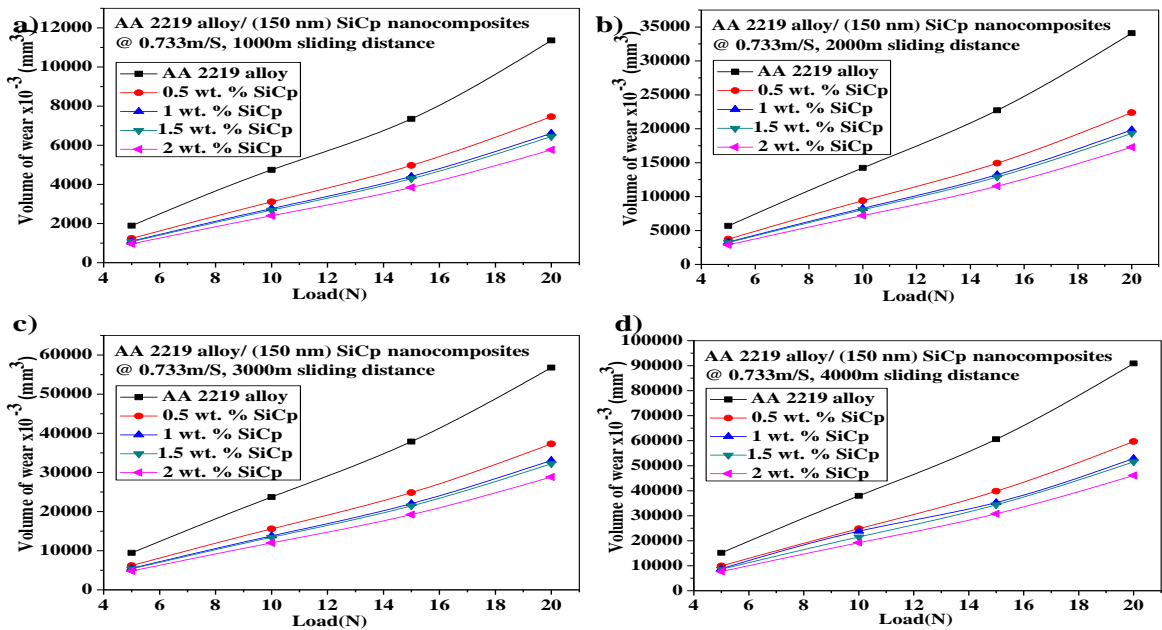 a)
AA 2219 alloy/ (150 nm) SiCp nanocomposites
@ 0.733m/S, 1000m sliding distance
AA 2219 alloy
0.5 wt. % SiCp
1 wt. % SiCp
1.5 wt. % SiCp
2 wt. % SiCp
Volume of wear x10⁻³ (mm³)
12000
10000
8000
6000
4000
2000
0
4 6 8 10 12 14 16 18 20
Load(N)
b)
AA 2219 alloy/ (150 nm) SiCp nanocomposites
@ 0.733m/S, 2000m sliding distance
AA 2219 alloy
0.5 wt. % SiCp
1 wt. % SiCp
1.5 wt. % SiCp
2 wt. % SiCp
Volume of wear x10⁻³ (mm³)
35000
30000
25000
20000
15000
10000
5000
0
4 6 8 10 12 14 16 18 20
Load(N)
c)
AA 2219 alloy/ (150 nm) SiCp nanocomposites
@ 0.733m/S, 3000m sliding distance
AA 2219 alloy
0.5 wt. % SiCp
1 wt. % SiCp
1.5 wt. % SiCp
2 wt. % SiCp
Volume of wear x10⁻³ (mm³)
60000
50000
40000
30000
20000
10000
0
4 6 8 10 12 14 16 18 20
Load(N)
d)
AA 2219 alloy/ (150 nm) SiCp nanocomposites
@ 0.733m/S, 4000m sliding distance
AA 2219 alloy
0.5 wt. % SiCp
1 wt. % SiCp
1.5 wt. % SiCp
2 wt. % SiCp
Volume of wear x10⁻³ (mm³)
100000
90000
80000
70000
60000
50000
40000
30000
20000
10000
0
4 6 8 10 12 14 16 18 20
Load(N)